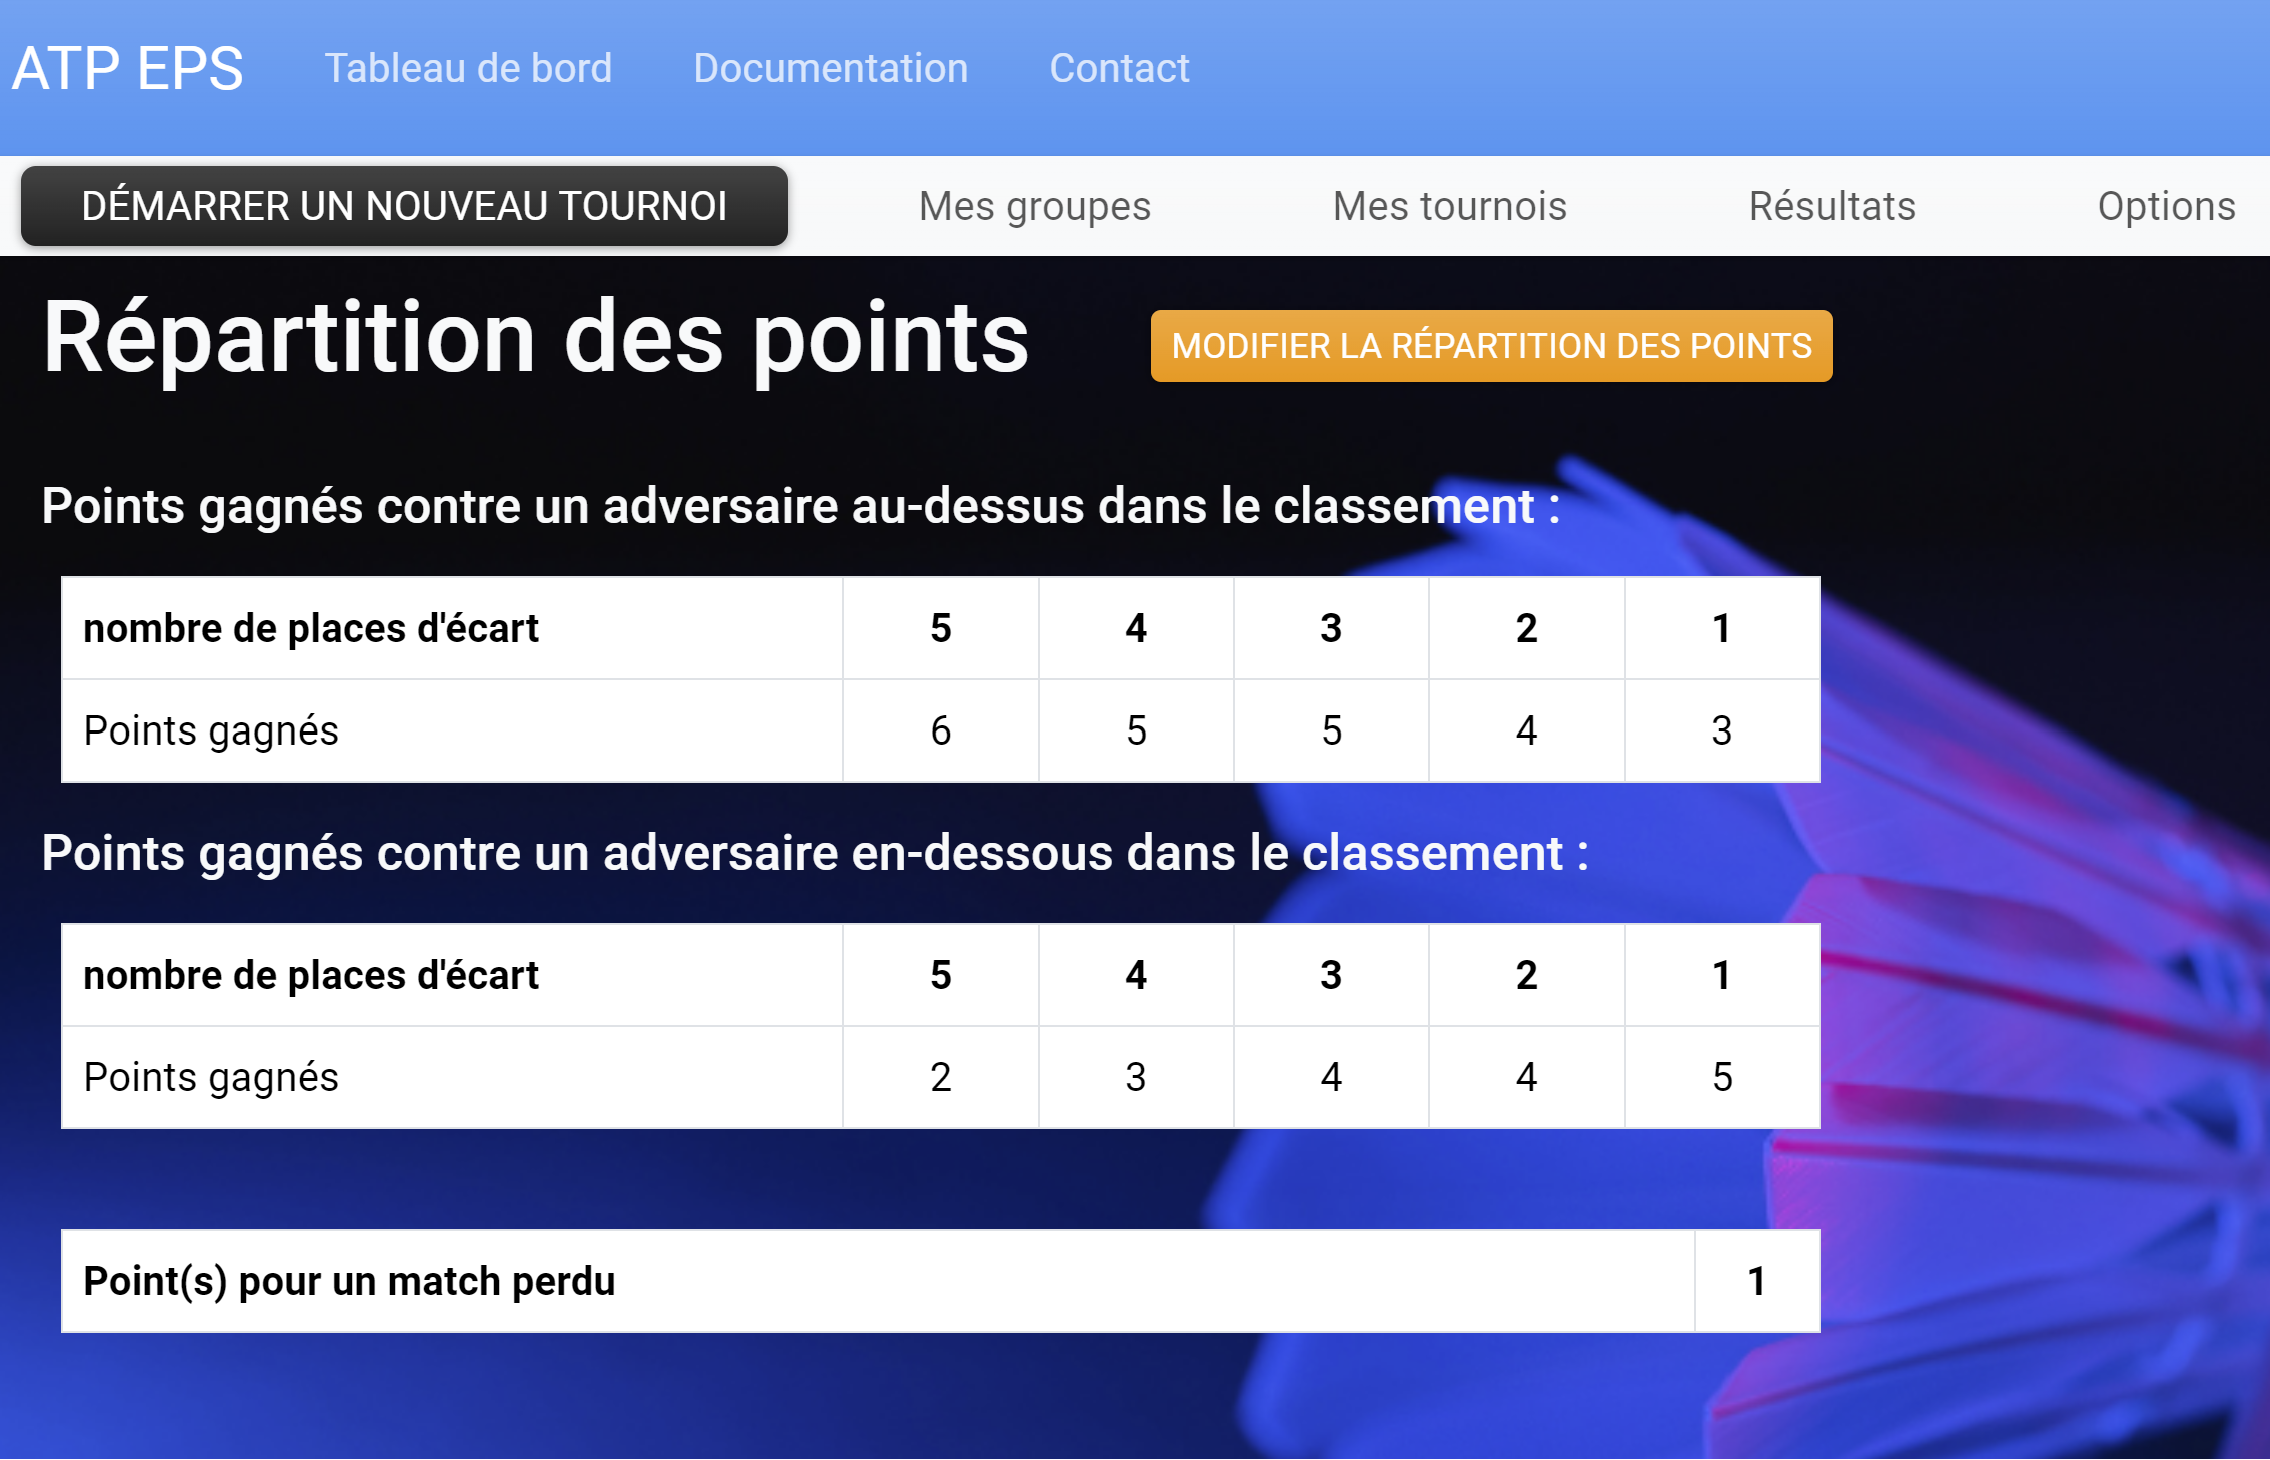 ATP EPS Tableau de bord Documentation Contact
DÉMARRER UN NOUVEAU TOURNOI Mes groupes Mes tournois Résultats Options
Répartition des points MODIFIER LA RÉPARTITION DES POINTS
Points gagnés contre un adversaire au-dessus dans le classement :
nombre de places d'écart 5 4 3 2 1
Points gagnés 6 5 5 4 3
Points gagnés contre un adversaire en-dessous dans le classement :
nombre de places d'écart 5 4 3 2 1
Points gagnés 2 3 4 4 5
Point(s) pour un match perdu 1